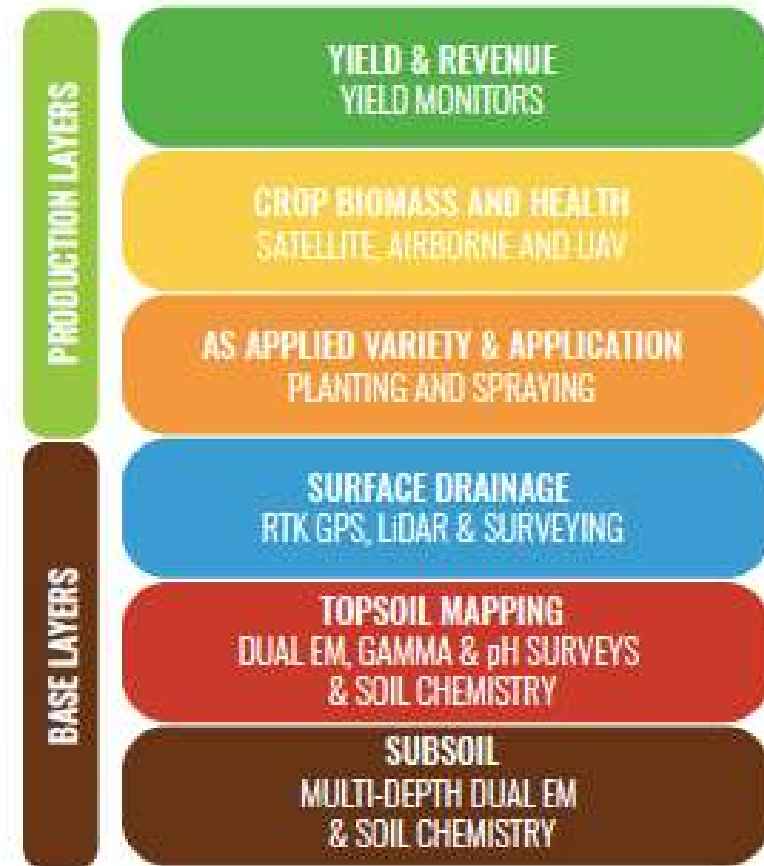 PRODUCTION LAYERS
YIELD & REVENUE
YIELD MONITORS
CROP BIOMASS AND HEALTH
SATELLITE, AIRBORNE AND UAV
AS APPLIED VARIETY & APPLICATION
PLANTING AND SPRAYING
BASE LAYERS
SURFACE DRAINAGE
RTK GPS, LiDAR & SURVEYING
TOPSOIL MAPPING
DUAL EM, GAMMA & pH SURVEYS
& SOIL CHEMISTRY
SUBSOIL
MULTI-DEPTH DUAL EM
& SOIL CHEMISTRY